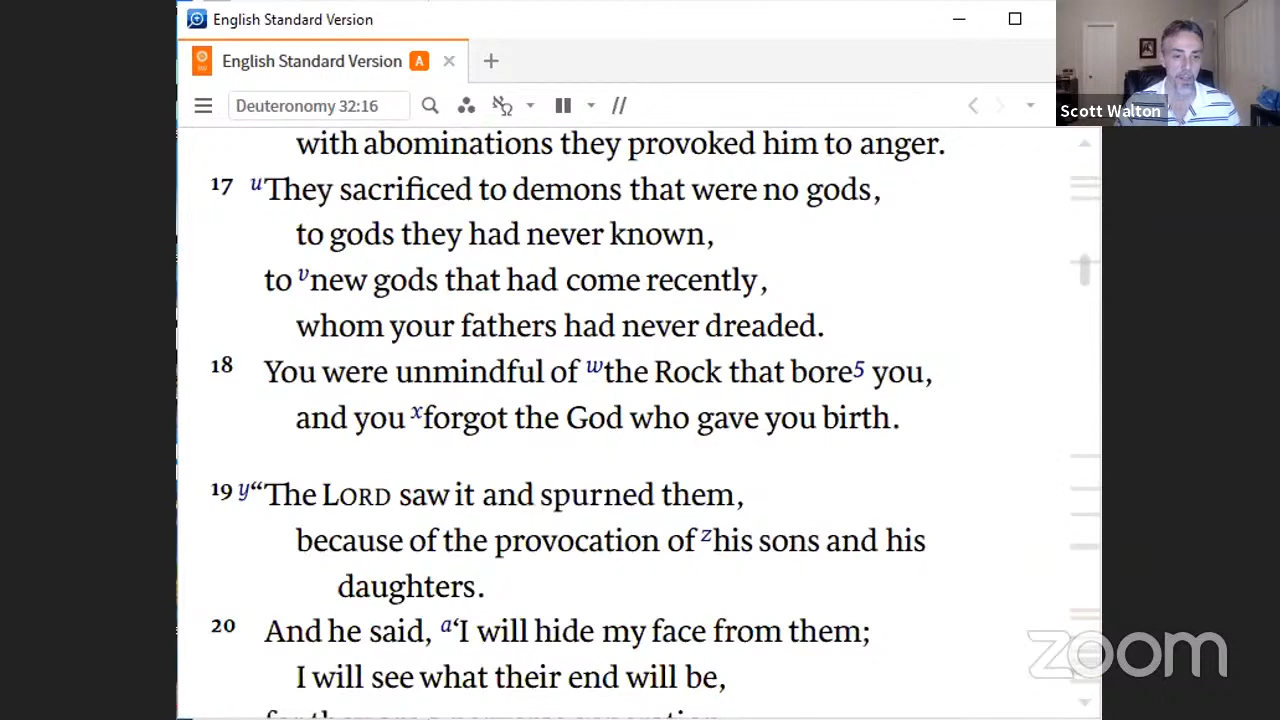 English Standard Version
English Standard Version A
Deuteronomy 32:16
Scott Walton
with abominations they provoked him to anger.
17 uThey sacrificed to demons that were no gods,
to gods they had never known,
to vnew gods that had come recently,
whom your fathers had never dreaded.
18 You were unmindful of wthe Rock that bore5 you,
and you xforgot the God who gave you birth.
19 y“The LORD saw it and spurned them,
because of the provocation of zhis sons and his
daughters.
20 And he said, a‘I will hide my face from them;
I will see what their end will be,
zoom